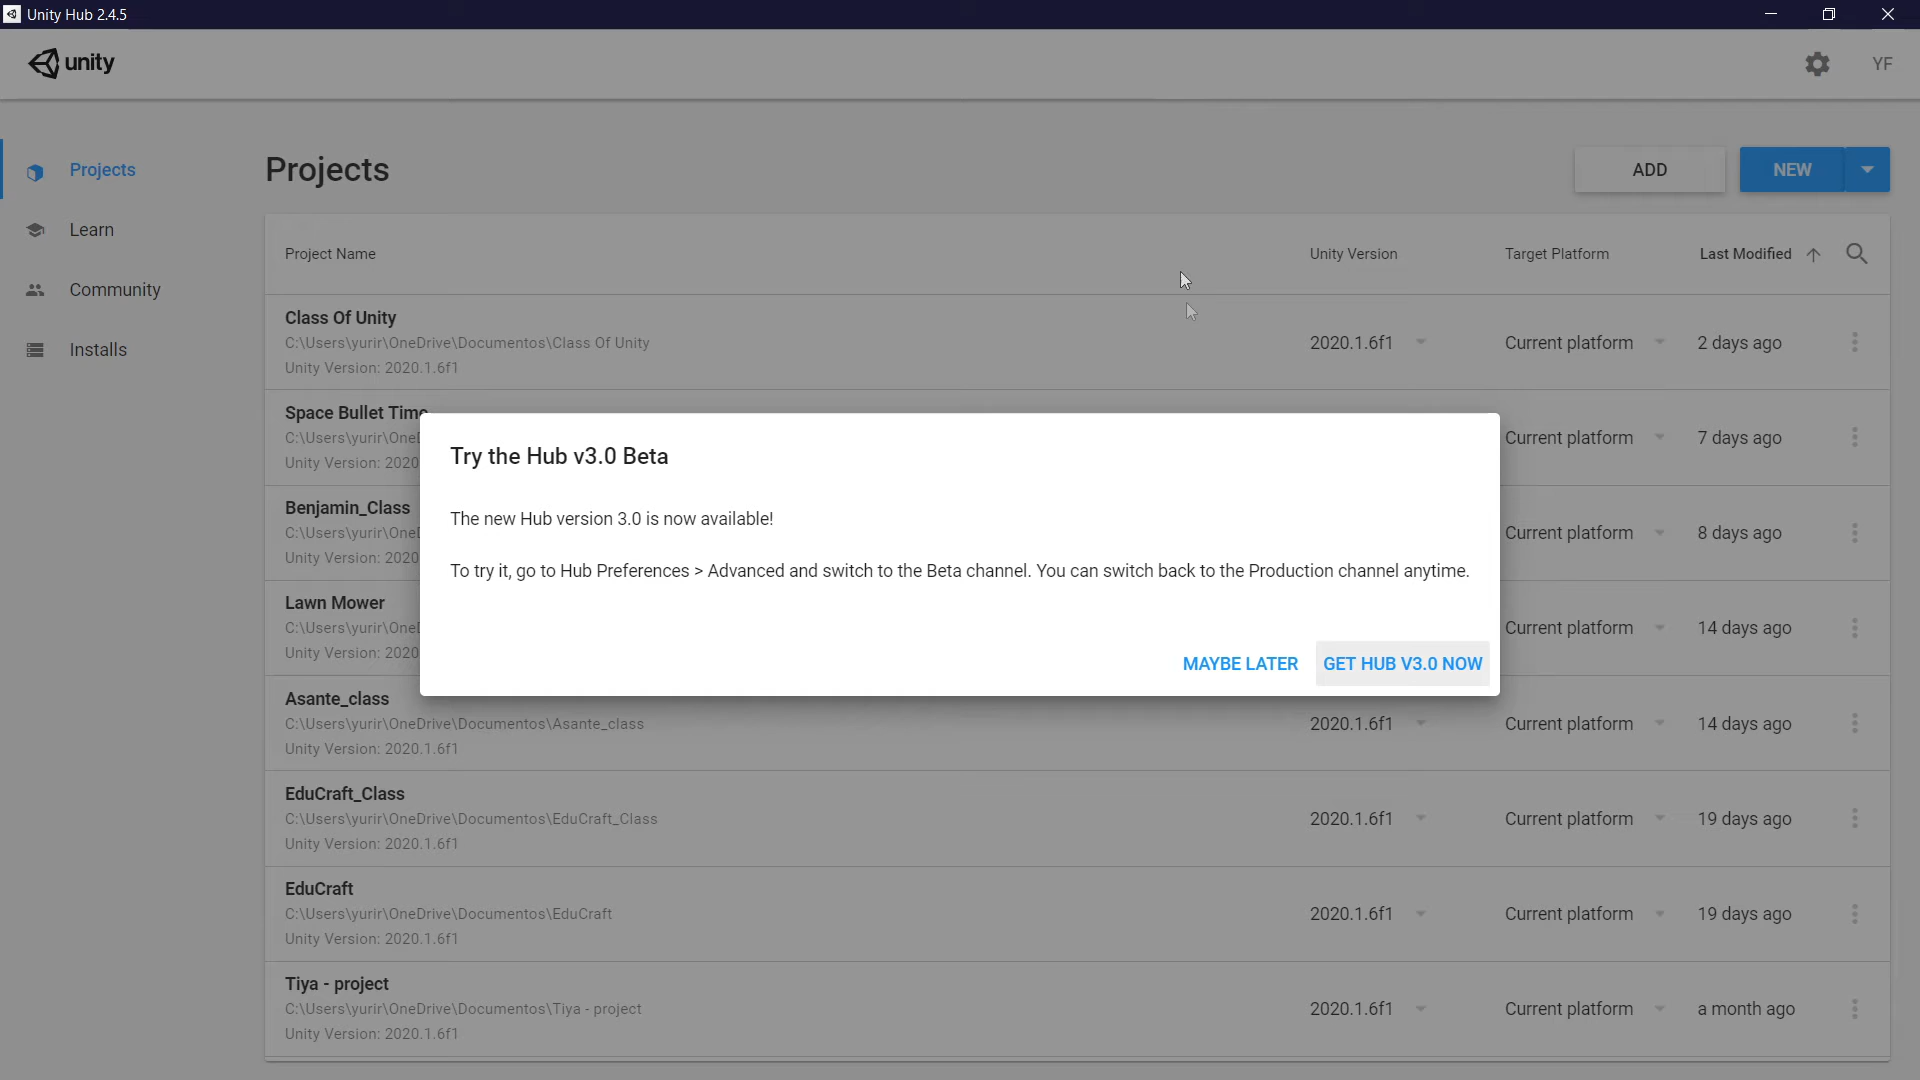 Unity Hub 2.4.5
unity
YF
Projects
Learn
Community
Installs
Projects
ADD
NEW
Project Name
Unity Version
Target Platform
Last Modified
Class Of Unity
C:\Users\yurir\OneDrive\Documentos\Class Of Unity
Unity Version: 2020.1.6f1
2020.1.6f1
Current platform
2 days ago
Space Bullet Time
C:\Users\yurir\OneD
Unity Version: 2020
Current platform
7 days ago
Benjamin_Class
C:\Users\yurir\OneD
Unity Version: 2020
Current platform
8 days ago
Lawn Mower
C:\Users\yurir\OneD
Unity Version: 2020
Current platform
14 days ago
Try the Hub v3.0 Beta
The new Hub version 3.0 is now available!
To try it, go to Hub Preferences > Advanced and switch to the Beta channel. You can switch back to the Production channel anytime.
MAYBE LATER
GET HUB V3.0 NOW
Asante_class
C:\Users\yurir\OneDrive\Documentos\Asante_class
Unity Version: 2020.1.6f1
2020.1.6f1
Current platform
14 days ago
EduCraft_Class
C:\Users\yurir\OneDrive\Documentos\EduCraft_Class
Unity Version: 2020.1.6f1
2020.1.6f1
Current platform
19 days ago
EduCraft
C:\Users\yurir\OneDrive\Documentos\EduCraft
Unity Version: 2020.1.6f1
2020.1.6f1
Current platform
19 days ago
Tiya - project
C:\Users\yurir\OneDrive\Documentos\Tiya - project
Unity Version: 2020.1.6f1
2020.1.6f1
Current platform
a month ago